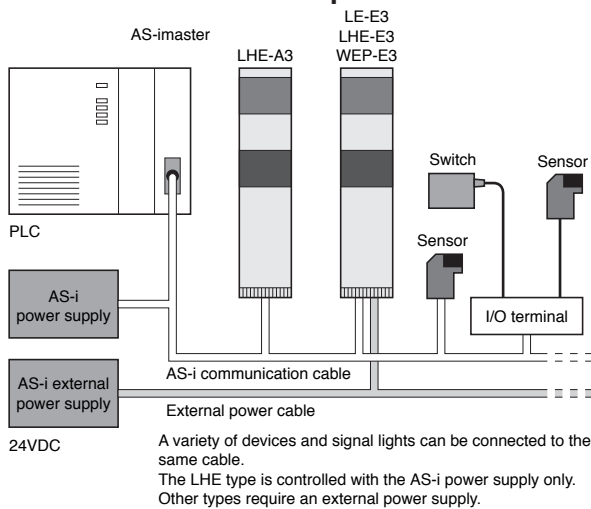 LE-E3
AS-imaster
LHE-E3
LHE-A3
WEP-E3
Switch
Sensor
PLC
Sensor
AS-i
power supply
I/O terminal
AS-i communication cable
AS-i external
power supply
External power cable
24VDC
A variety of devices and signal lights can be connected to the
same cable.
The LHE type is controlled with the AS-i power supply only.
Other types require an external power supply.